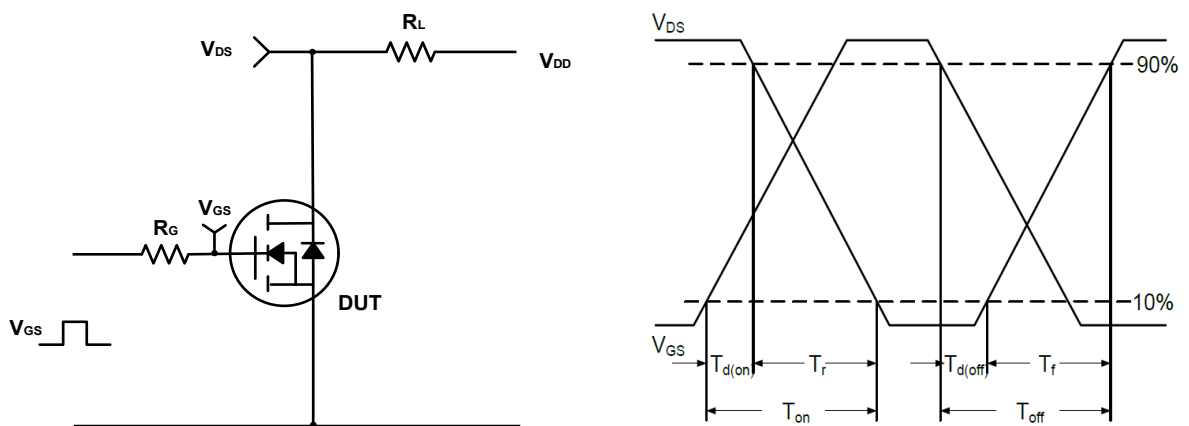 RL
VDS
VDD
VGS
RG
DUT
VGS
VDS
90%
10%
VGS
Td(on)
Tr
Td(off)
Tf
Ton
Toff